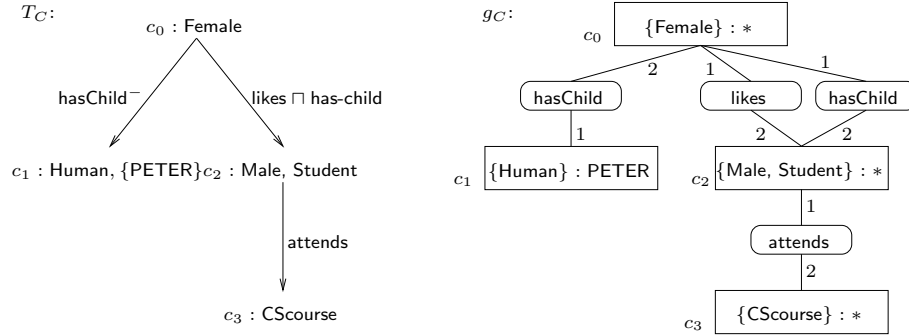 T_C:
c_0 : Female
hasChild⁻
likes ⊓ has-child
c_1 : Human, {PETER}
c_2 : Male, Student
attends
c_3 : CScourse
g_C:
c_0
{Female} : *
2
1
1
hasChild
likes
hasChild
1
2
2
c_1
{Human} : PETER
c_2
{Male, Student} : *
1
attends
2
c_3
{CScourse} : *